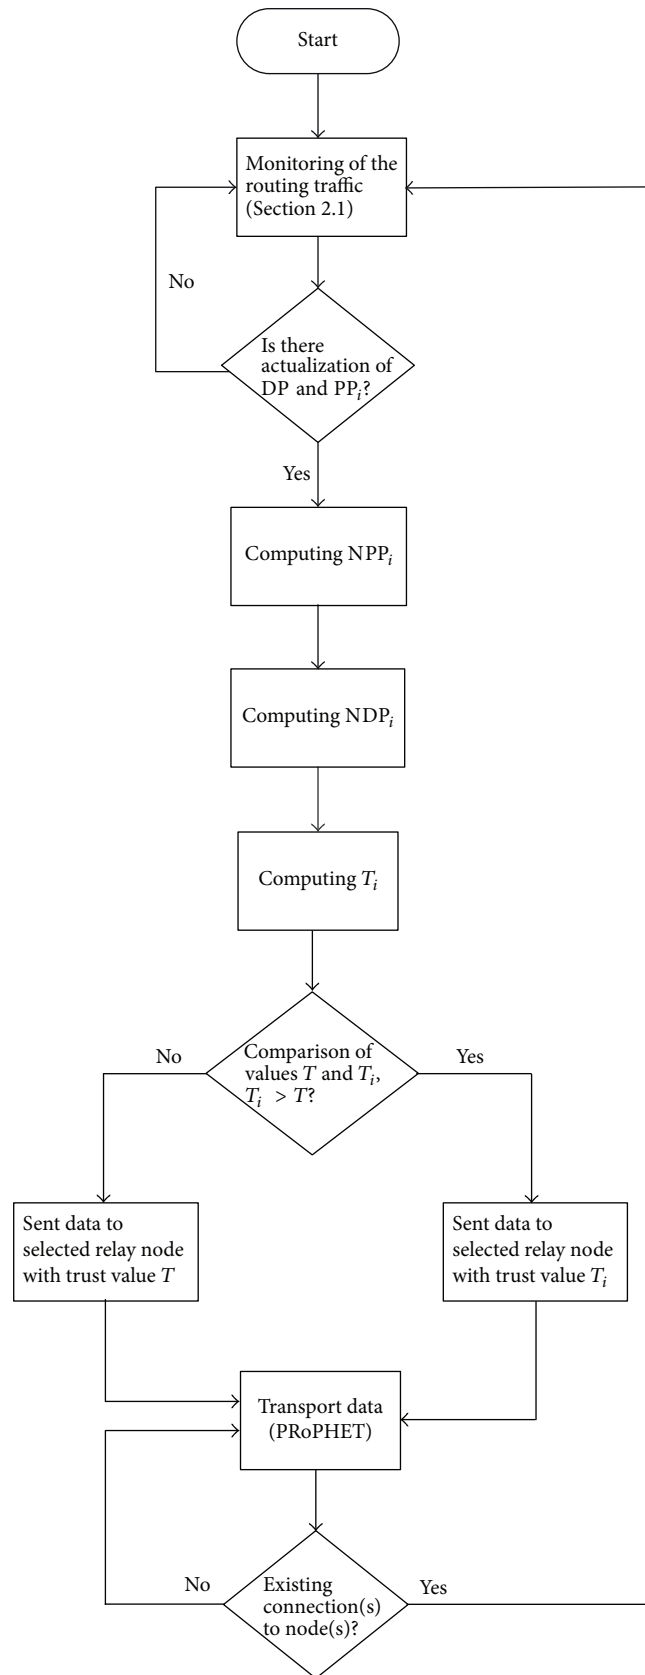 Start
Monitoring of the
routing traffic
(Section 2.1)
No
Is there
actualization of
DP and PPᵢ?
Yes
Computing NPPᵢ
Computing NDPᵢ
Computing Tᵢ
No
Comparison of
values T and Tᵢ,
Tᵢ > T?
Yes
Sent data to
selected relay node
with trust value T
Sent data to
selected relay node
with trust value Tᵢ
Transport data
(PRoPHET)
No
Existing
connection(s)
to node(s)?
Yes